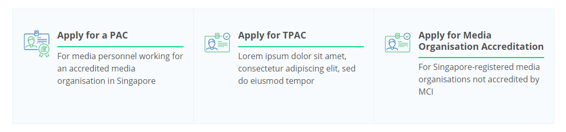 Apply for a PAC
For media personnel working for
an accredited media
organisation in Singapore
Apply for TPAC
Lorem ipsum dolor sit amet,
consectetur adipiscing elit, sed
do eiusmod tempor
Apply for Media
Organisation Accreditation
For Singapore-registered media
organisations not accredited by
MCI